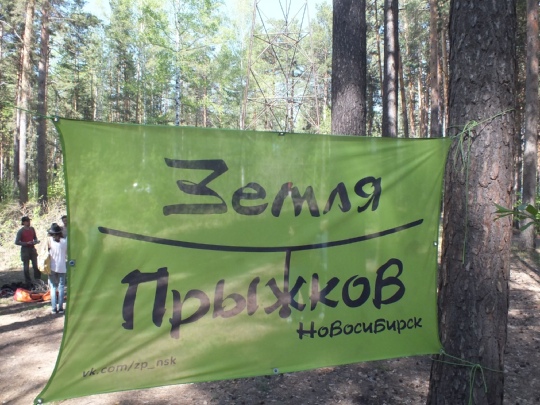 Земля
Прыжков
Новосибирск
vk.com/zp_nsk